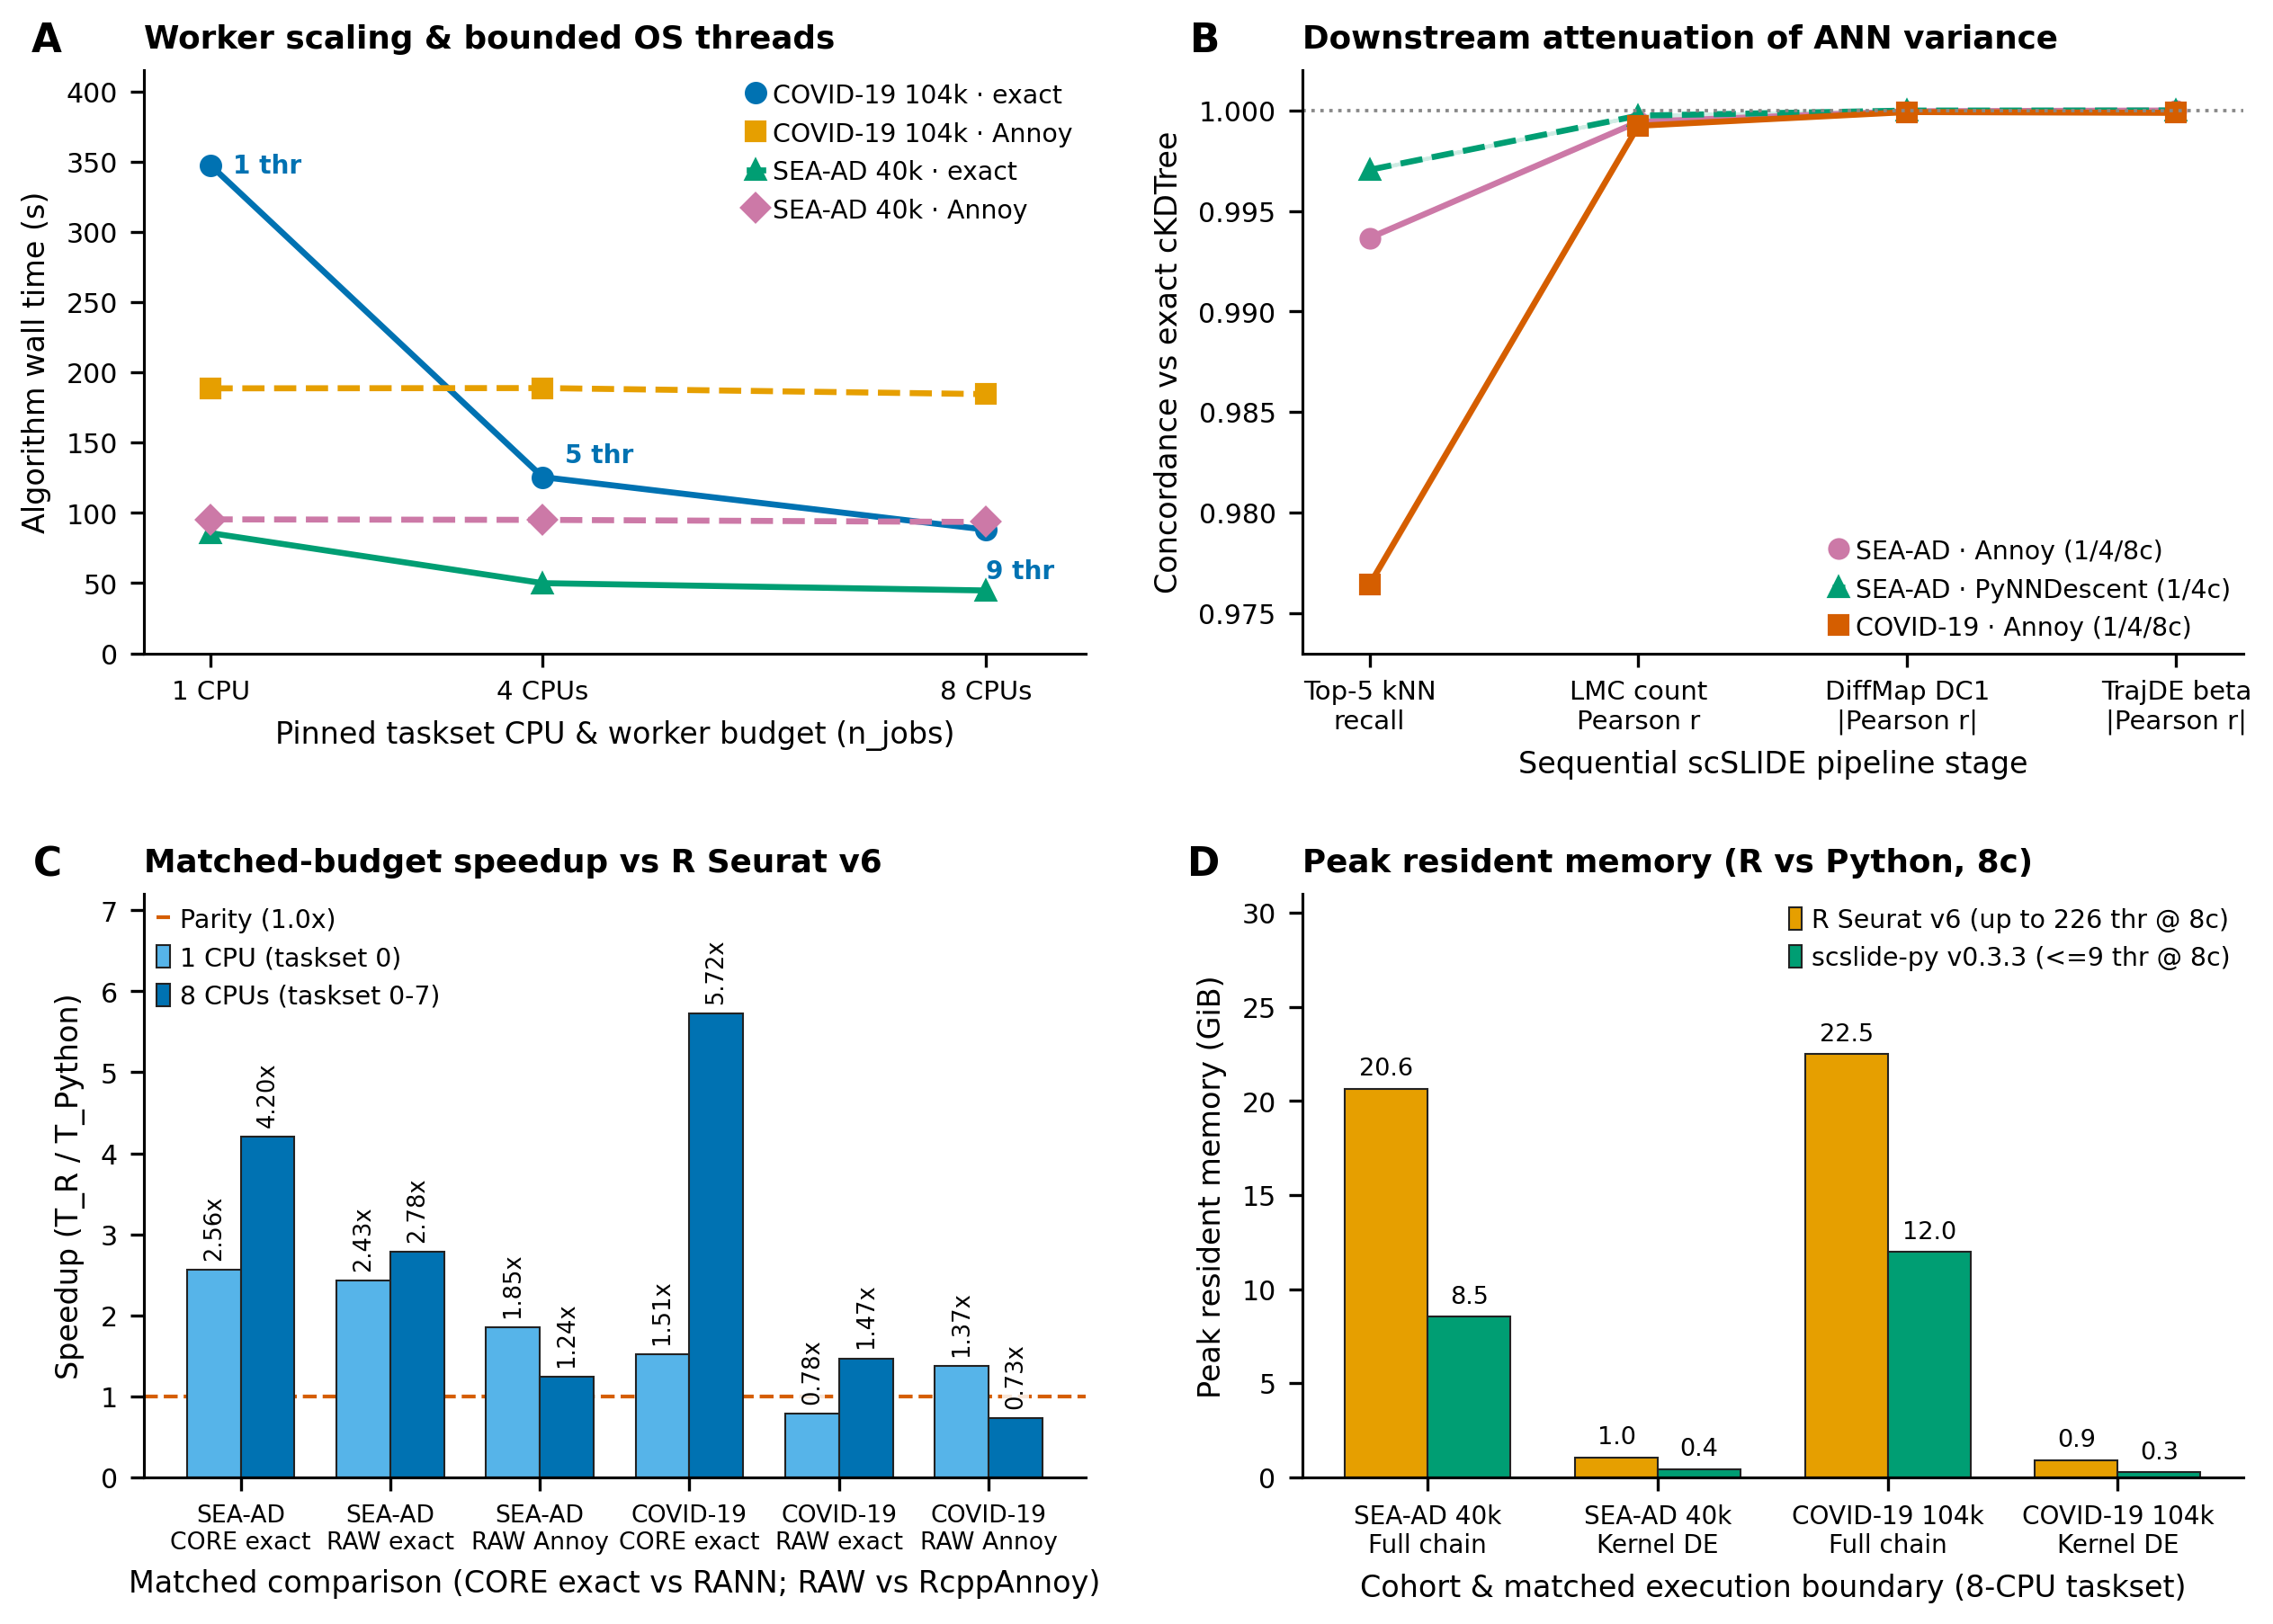 A
Worker scaling & bounded OS threads
Algorithm wall time (s)
400
350
300
250
200
150
100
50
0
COVID-19 104k · exact
COVID-19 104k · Annoy
SEA-AD 40k · exact
SEA-AD 40k · Annoy
1 thr
5 thr
9 thr
1 CPU
4 CPUs
8 CPUs
Pinned taskset CPU & worker budget (n_jobs)
B
Downstream attenuation of ANN variance
Concordance vs exact cKDTree
1.000
0.995
0.990
0.985
0.980
0.975
SEA-AD · Annoy (1/4/8c)
SEA-AD · PyNNDescent (1/4c)
COVID-19 · Annoy (1/4/8c)
Top-5 kNN
recall
LMC count
Pearson r
DiffMap DC1
|Pearson r|
TrajDE beta
|Pearson r|
Sequential scSLIDE pipeline stage
C
Matched-budget speedup vs R Seurat v6
Speedup (T_R / T_Python)
7
6
5
4
3
2
1
0
Parity (1.0x)
1 CPU (taskset 0)
8 CPUs (taskset 0-7)
2.56x
4.20x
2.43x
2.78x
1.85x
1.24x
1.51x
5.72x
0.78x
1.47x
1.37x
0.73x
SEA-AD
CORE exact
SEA-AD
RAW exact
SEA-AD
RAW Annoy
COVID-19
CORE exact
COVID-19
RAW exact
COVID-19
RAW Annoy
Matched comparison (CORE exact vs RANN; RAW vs RcppAnnoy)
D
Peak resident memory (R vs Python, 8c)
Peak resident memory (GiB)
30
25
20
15
10
5
0
R Seurat v6 (up to 226 thr @ 8c)
scslide-py v0.3.3 (<=9 thr @ 8c)
20.6
8.5
1.0
0.4
22.5
12.0
0.9
0.3
SEA-AD 40k
Full chain
SEA-AD 40k
Kernel DE
COVID-19 104k
Full chain
COVID-19 104k
Kernel DE
Cohort & matched execution boundary (8-CPU taskset)